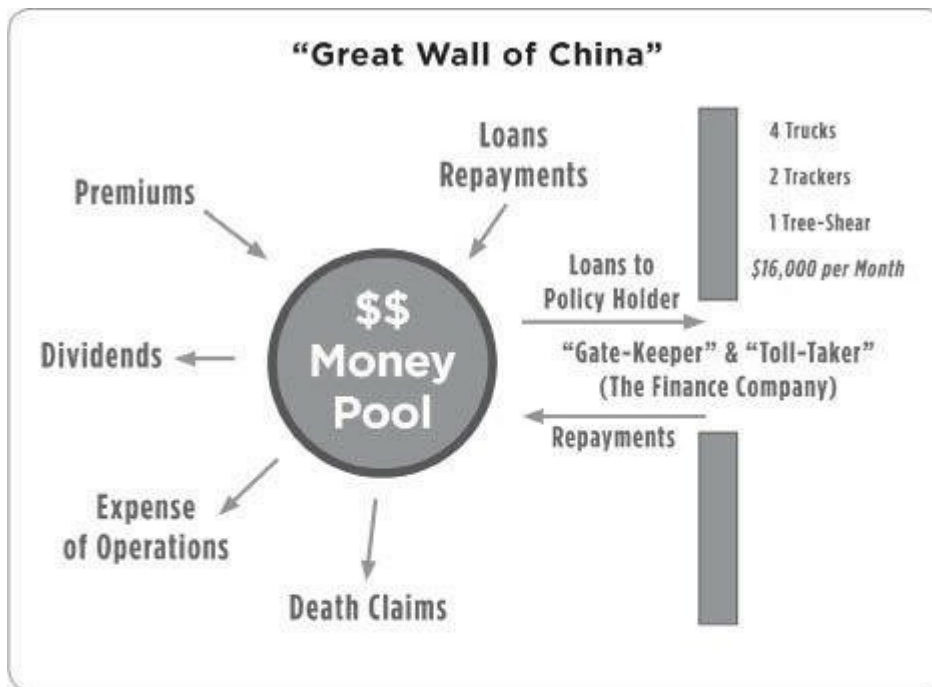 “Great Wall of China”
Loans
Repayments
Premiums
4 Trucks
2 Trackers
1 Tree-Shear
$16,000 per Month
Loans to
Policy Holder
$$
Money
Pool
Dividends
“Gate-Keeper” & “Toll-Taker”
(The Finance Company)
Repayments
Expense
of Operations
Death Claims